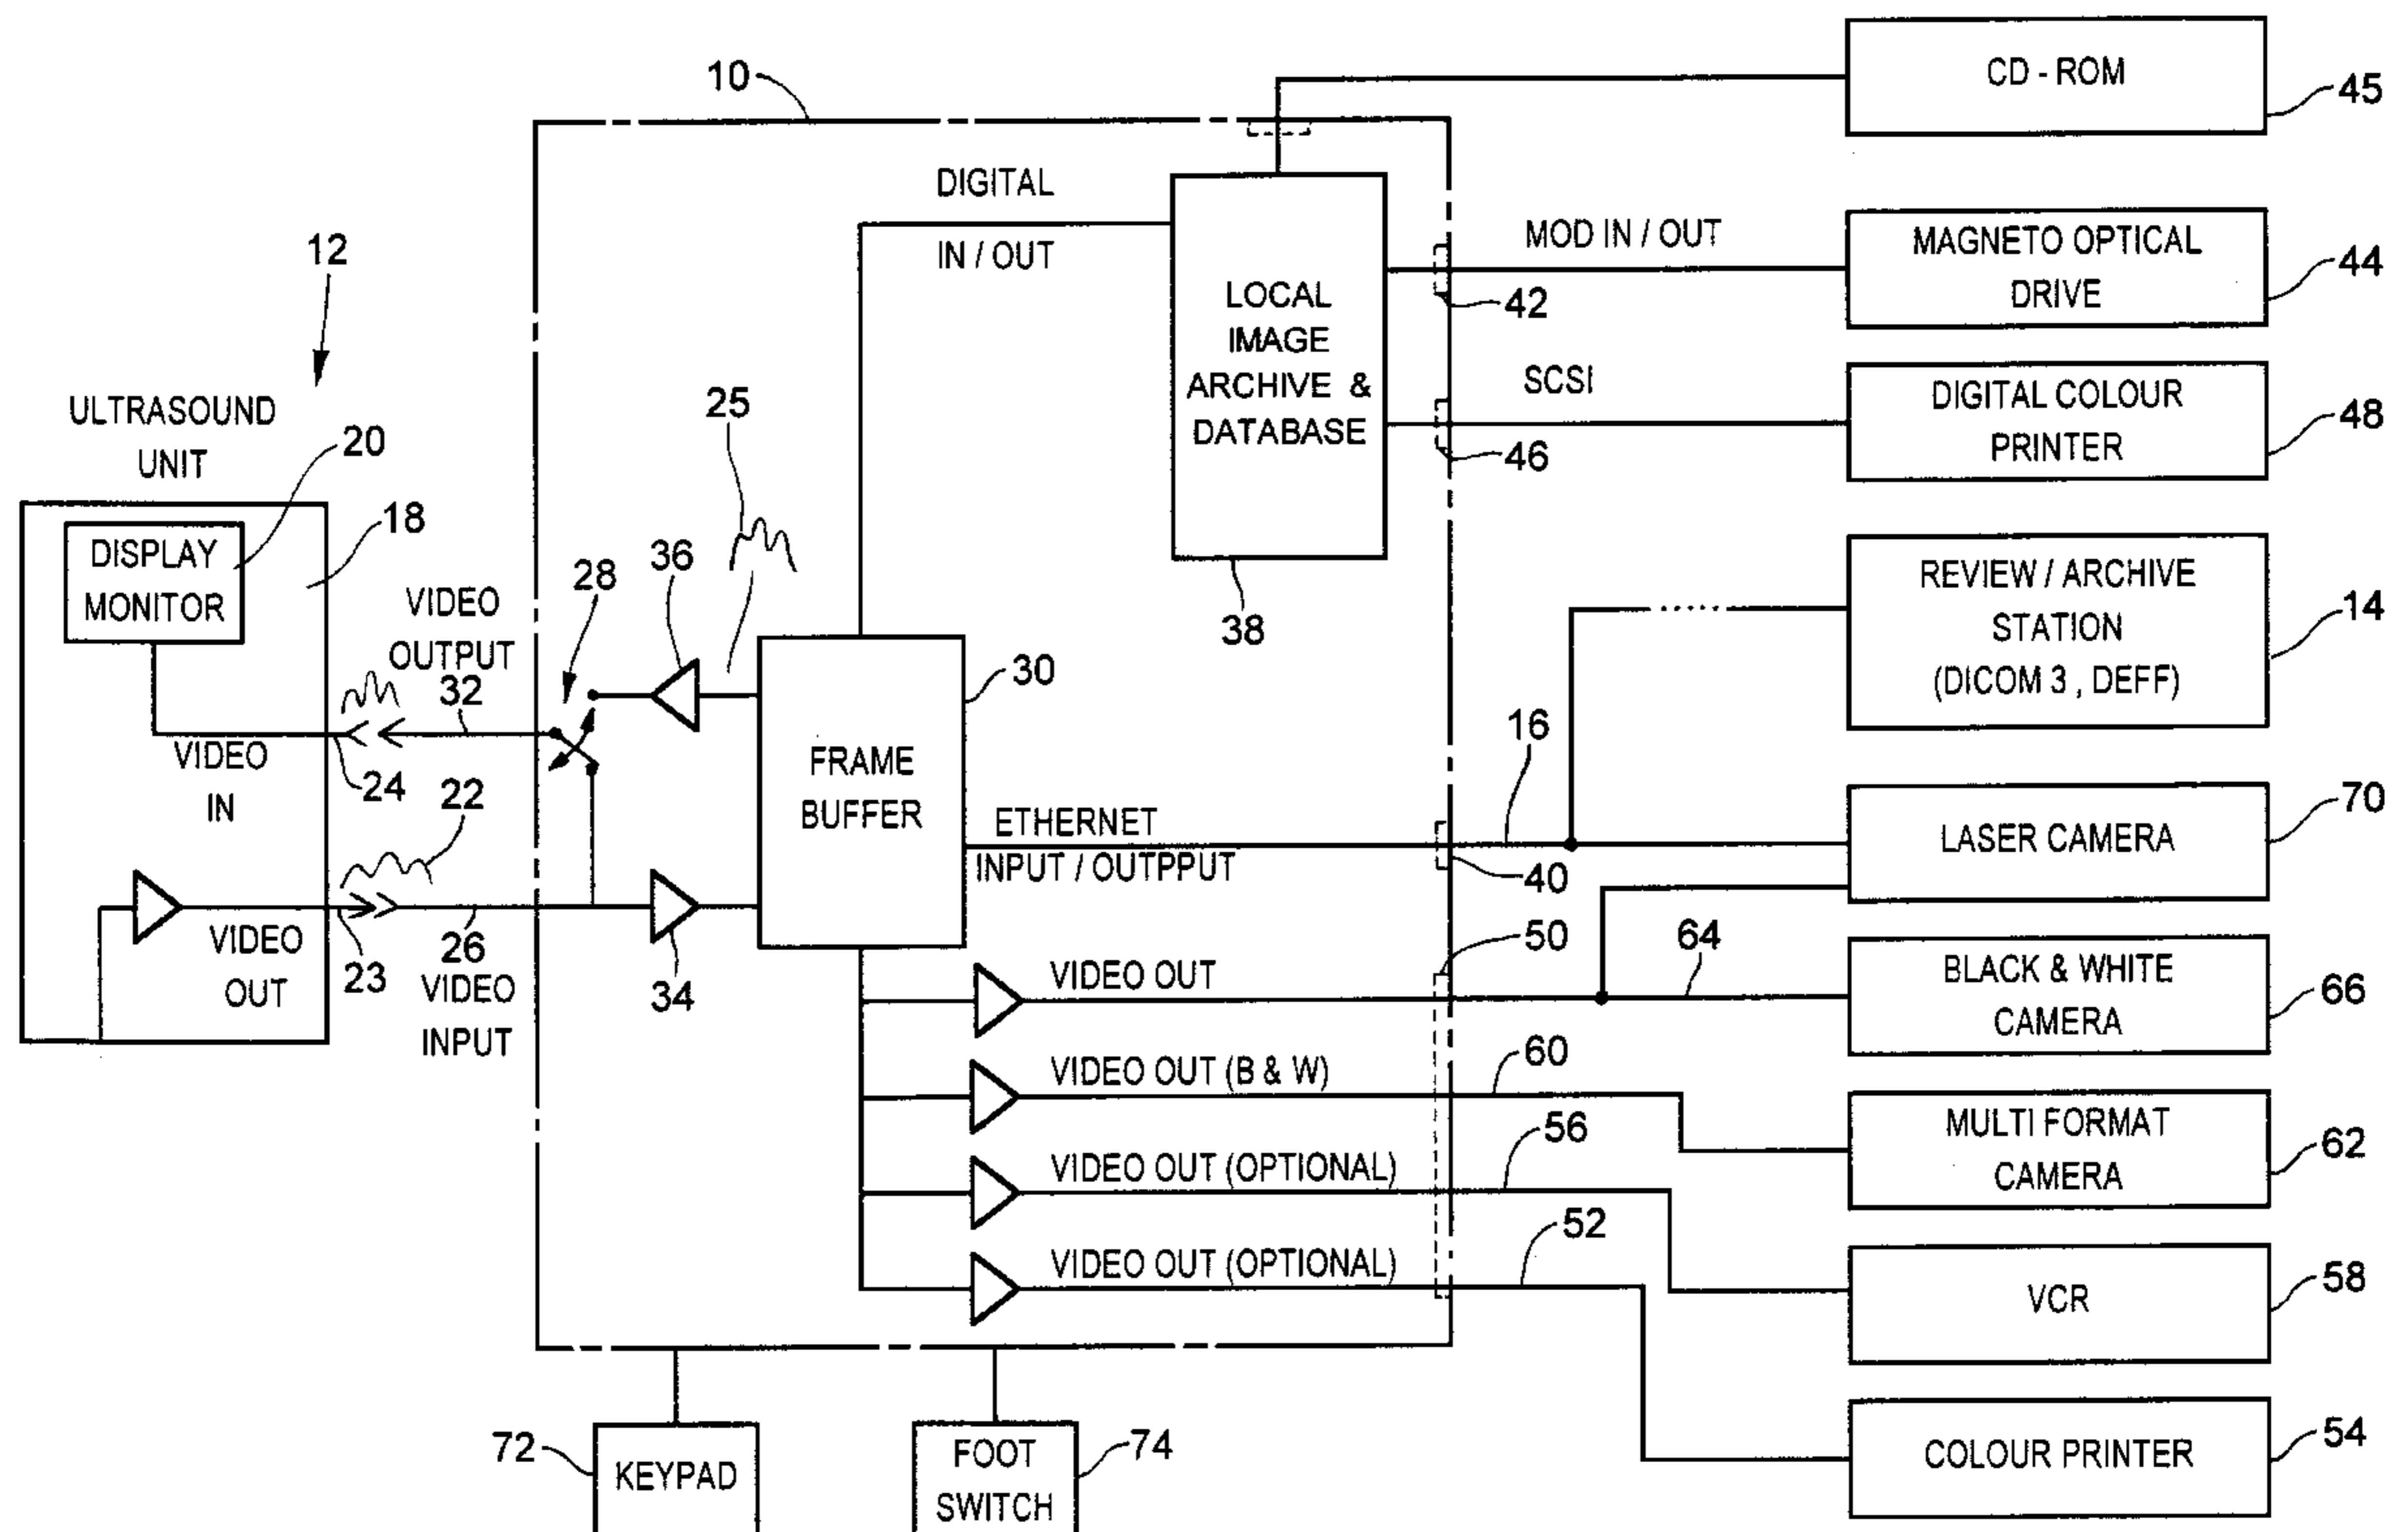 10
CD - ROM
45
DIGITAL
IN / OUT
LOCAL
IMAGE
ARCHIVE &
DATABASE
38
MOD IN / OUT
42
MAGNETO OPTICAL
DRIVE
44
SCSI
46
DIGITAL COLOUR
PRINTER
48
12
ULTRASOUND
UNIT
20
18
DISPLAY
MONITOR
VIDEO
OUTPUT
32
VIDEO
IN
24
22
VIDEO
OUT
23
26
VIDEO
INPUT
25
28
36
34
30
FRAME
BUFFER
ETHERNET
INPUT / OUTPPUT
40
16
REVIEW / ARCHIVE
STATION
(DICOM 3 , DEFF)
14
LASER CAMERA
70
50
VIDEO OUT
64
BLACK & WHITE
CAMERA
66
VIDEO OUT (B & W)
60
MULTI FORMAT
CAMERA
62
VIDEO OUT (OPTIONAL)
56
VCR
58
VIDEO OUT (OPTIONAL)
52
COLOUR PRINTER
54
72
KEYPAD
FOOT
SWITCH
74